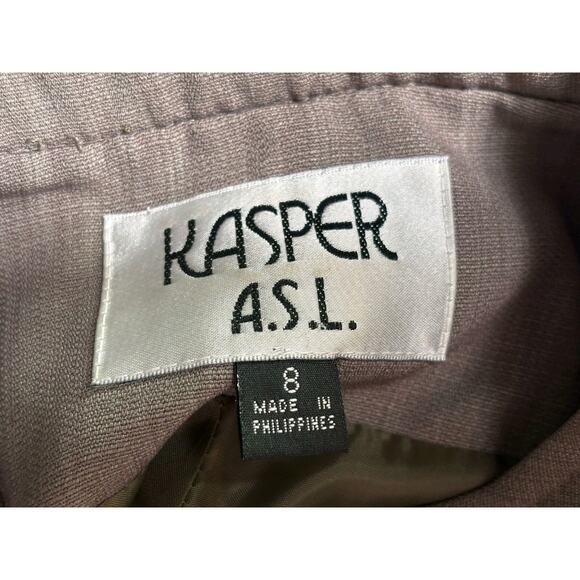 KASPER
A.S.L.
8
MADE IN
PHILIPPINES